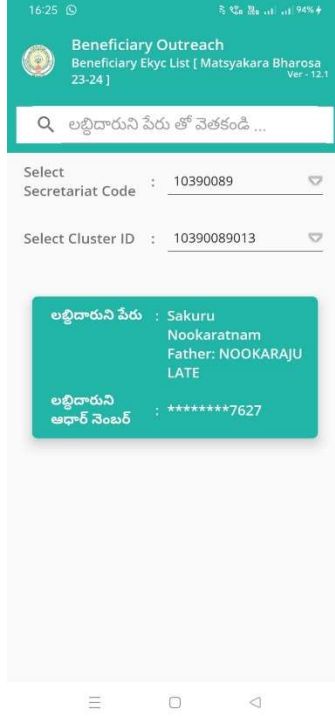 16:25
94%
Beneficiary Outreach
Beneficiary Ekyc List [ Matsyakara Bharosa
23-24 ]
Ver - 12.1
లబ్ధిదారుని పేరు తో వెతకండి ...
Select
Secretariat Code : 10390089
Select Cluster ID : 10390089013
లబ్ధిదారుని పేరు : Sakuru
Nookaratnam
Father: NOOKARAJU
LATE
లబ్ధిదారుని
ఆధార్ నెంబర్ : ********7627